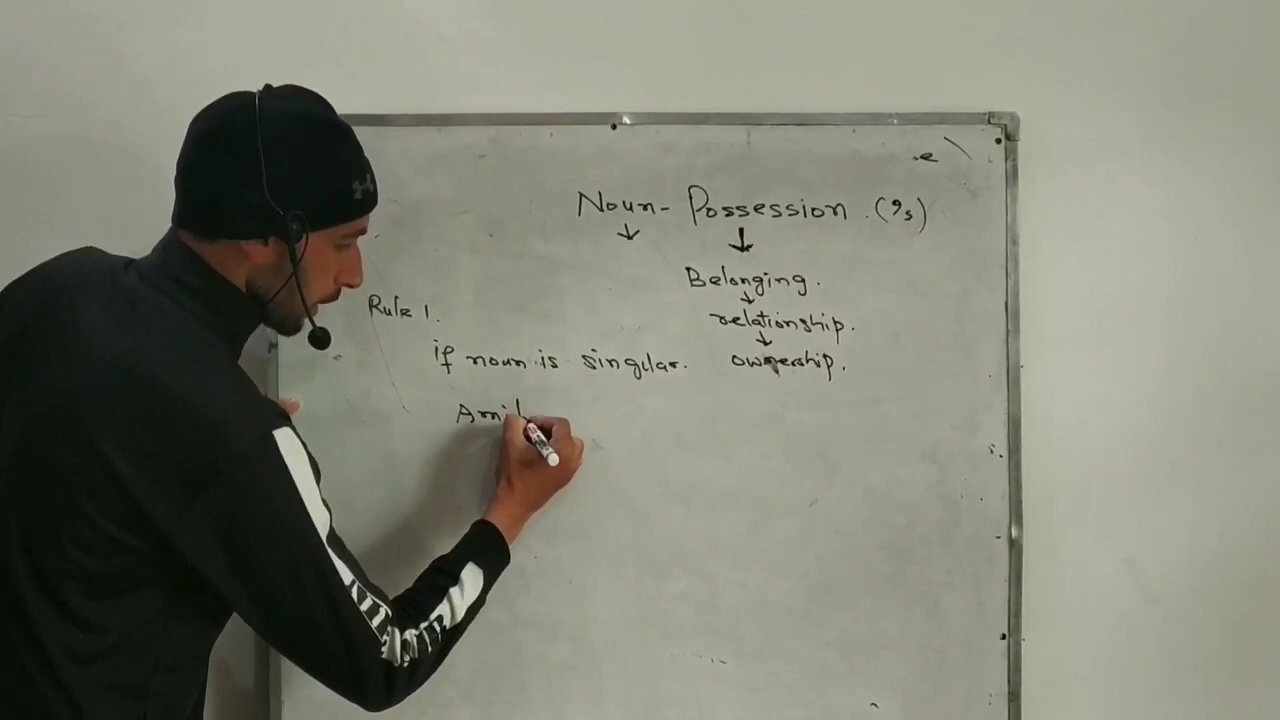 Noun- Possession. ('s)
Belonging.
relationship.
Rule 1.
if noun is singular.
ownership.